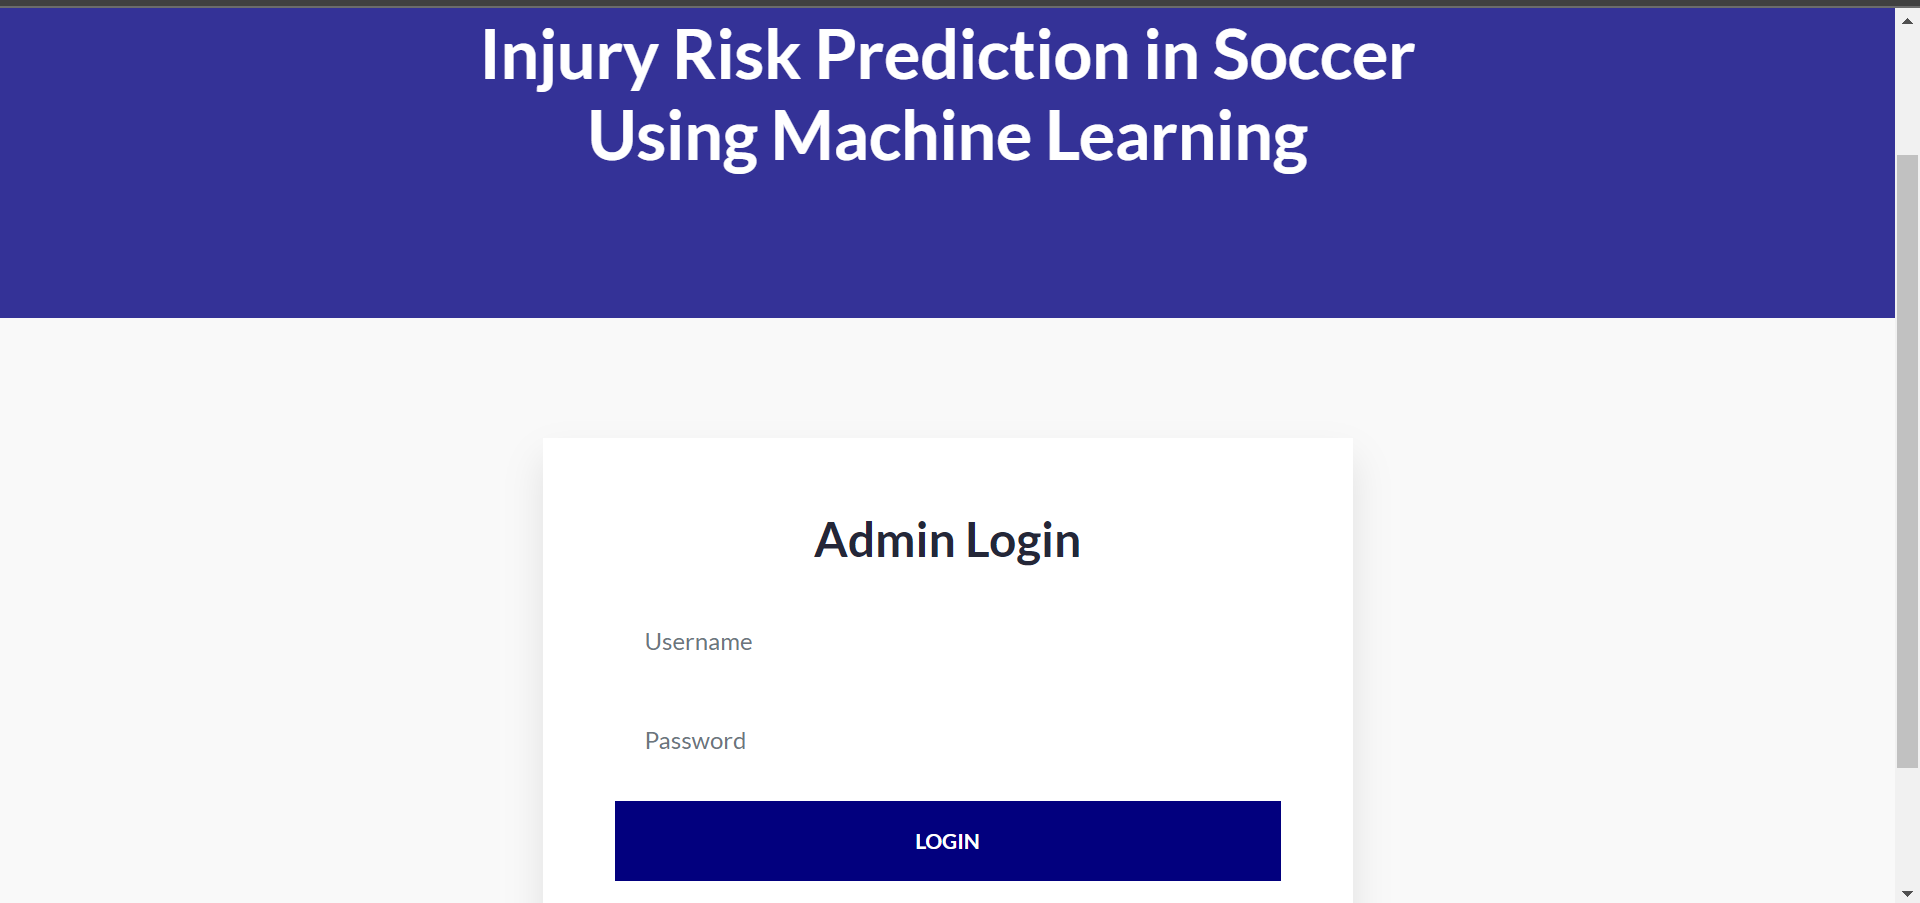 Injury Risk Prediction in Soccer
Using Machine Learning
Admin Login
Username
Password
LOGIN